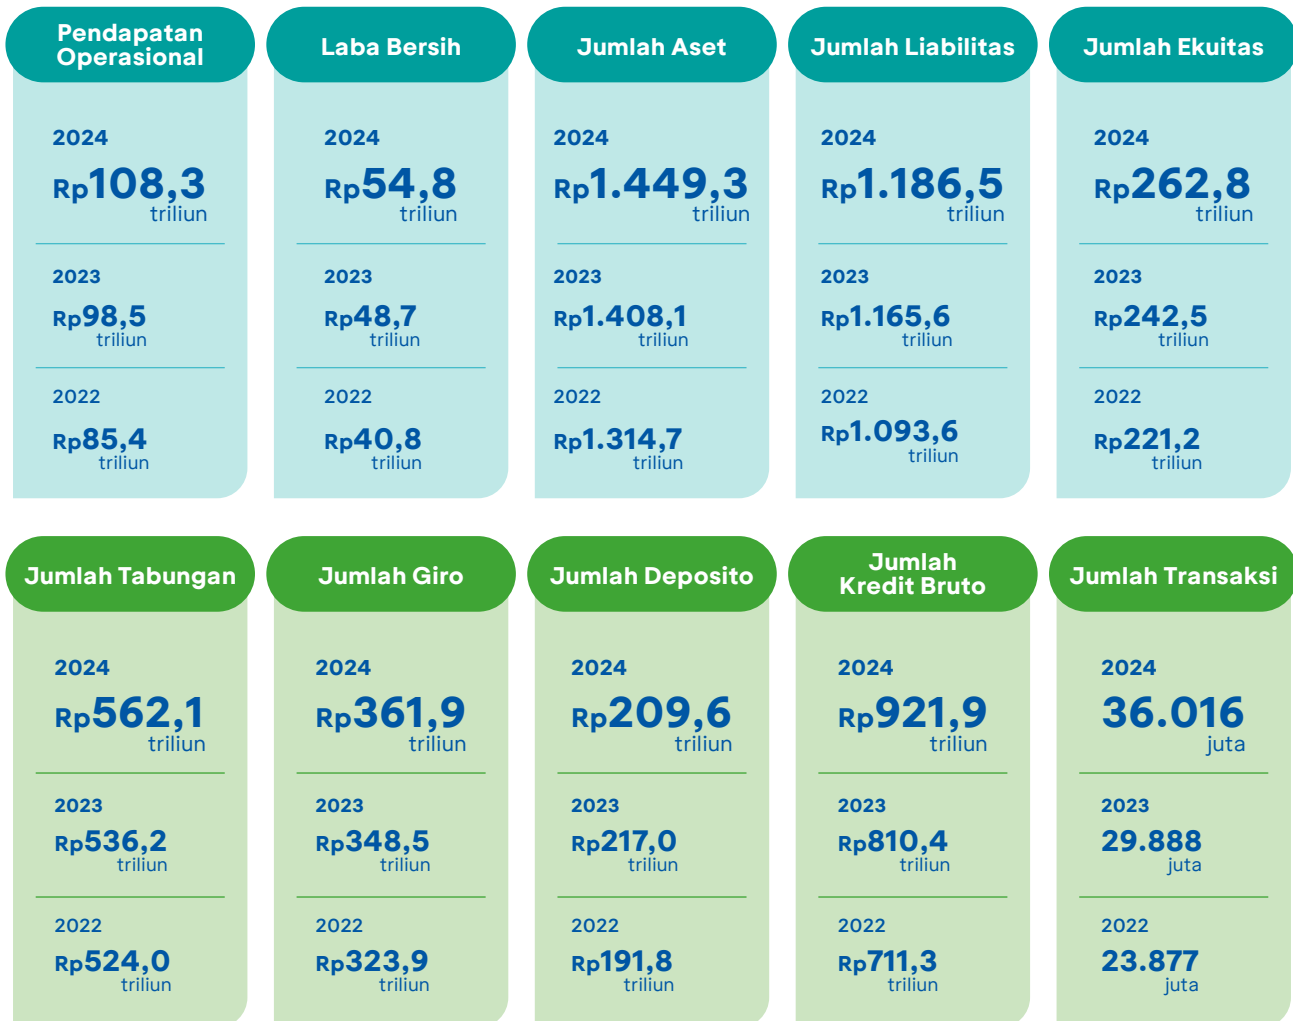 Pendapatan
Operasional
2024
Rp108,3
triliun
2023
Rp98,5
triliun
2022
Rp85,4
triliun
Laba Bersih
2024
Rp54,8
triliun
2023
Rp48,7
triliun
2022
Rp40,8
triliun
Jumlah Aset
2024
Rp1.449,3
triliun
2023
Rp1.408,1
triliun
2022
Rp1.314,7
triliun
Jumlah Liabilitas
2024
Rp1.186,5
triliun
2023
Rp1.165,6
triliun
2022
Rp1.093,6
triliun
Jumlah Ekuitas
2024
Rp262,8
triliun
2023
Rp242,5
triliun
2022
Rp221,2
triliun
Jumlah Tabungan
2024
Rp562,1
triliun
2023
Rp536,2
triliun
2022
Rp524,0
triliun
Jumlah Giro
2024
Rp361,9
triliun
2023
Rp348,5
triliun
2022
Rp323,9
triliun
Jumlah Deposito
2024
Rp209,6
triliun
2023
Rp217,0
triliun
2022
Rp191,8
triliun
Jumlah
Kredit Bruto
2024
Rp921,9
triliun
2023
Rp810,4
triliun
2022
Rp711,3
triliun
Jumlah Transaksi
2024
36.016
juta
2023
29.888
juta
2022
23.877
juta